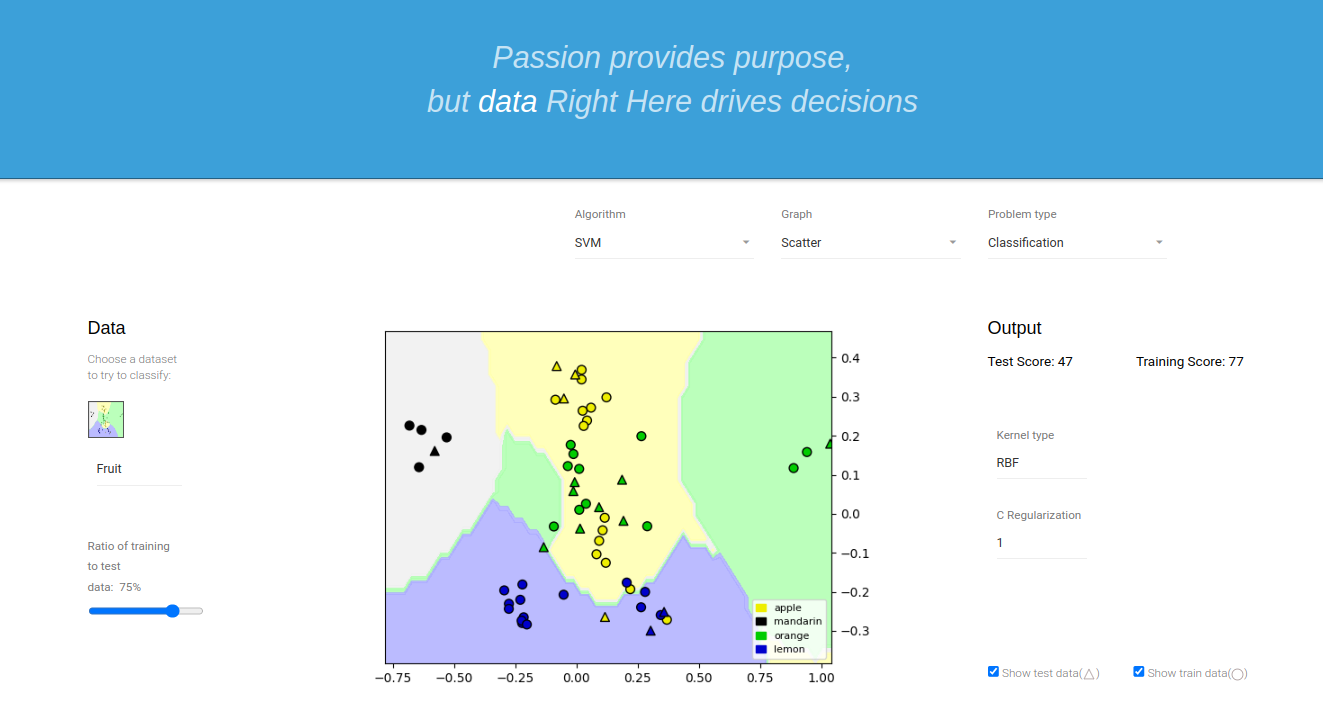 Passion provides purpose,
but data Right Here drives decisions
Algorithm
Graph
Problem type
SVM
Scatter
Classification
Data
Choose a dataset
to try to classify:
Fruit
Ratio of training
to test
data: 75%
0.4
0.3
0.2
0.1
0.0
−0.1
−0.2
−0.3
apple
mandarin
orange
lemon
−0.75 −0.50 −0.25 0.00 0.25 0.50 0.75 1.00
Output
Test Score: 47 Training Score: 77
Kernel type
RBF
C Regularization
1
Show test data(△) Show train data(◯)